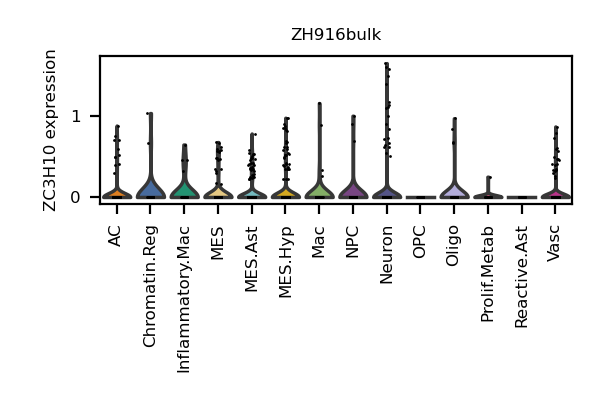 ZH916bulk
ZC3H10 expression
1
0
AC
Chromatin.Reg
Inflammatory.Mac
MES
MES.Ast
MES.Hyp
Mac
NPC
Neuron
OPC
Oligo
Prolif.Metab
Reactive.Ast
Vasc